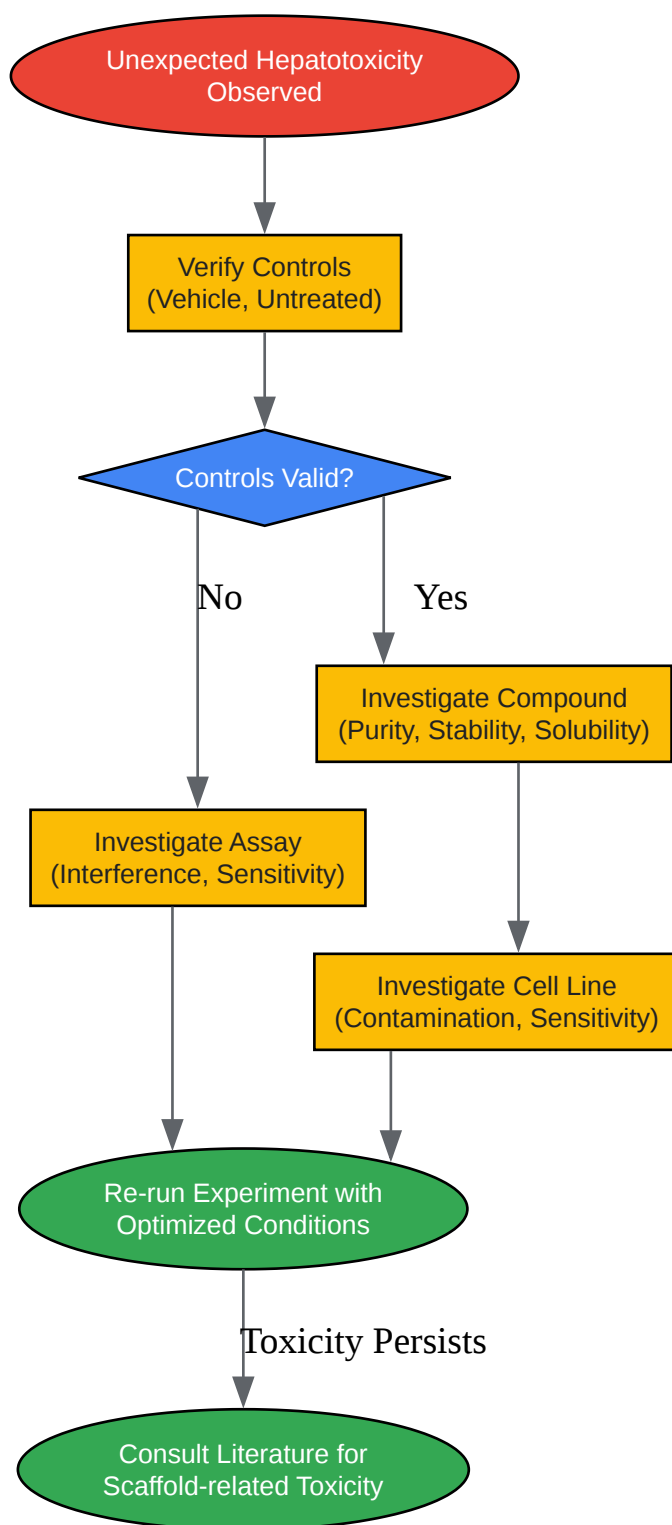 Unexpected Hepatotoxicity
Observed
Verify Controls
(Vehicle, Untreated)
Controls Valid?
No
Yes
Investigate Compound
(Purity, Stability, Solubility)
Investigate Assay
(Interference, Sensitivity)
Investigate Cell Line
(Contamination, Sensitivity)
Re-run Experiment with
Optimized Conditions
Toxicity Persists
Consult Literature for
Scaffold-related Toxicity